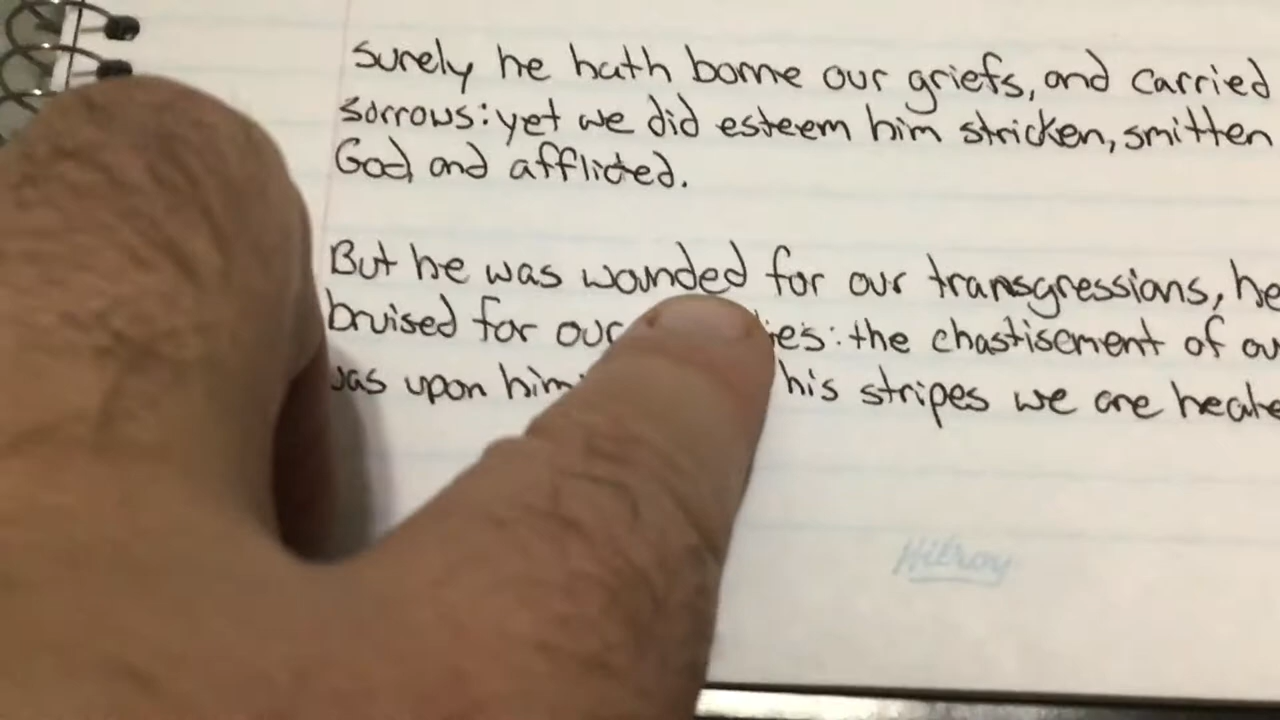 Surely he hath borne our griefs, and carried
sorrows: yet we did esteem him stricken, smitten
God, and afflicted.
But he was wounded for our transgressions, he
bruised for our ies: the chastisement of ou
was upon him his stripes we are heale
Hilroy